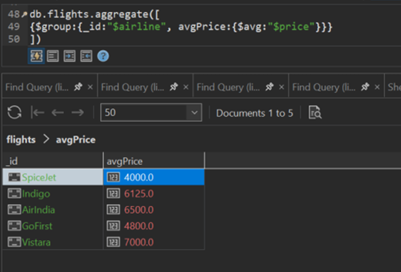 48 db.flights.aggregate([
49 {$group:{_id:"$airline", avgPrice:{$avg:"$price"}}}
50 ])
Find Query (li... Find Query (li... Find Query (li... Find Query (li... She
50 Documents 1 to 5
flights > avgPrice
_id avgPrice
SpiceJet 4000.0
Indigo 6125.0
AirIndia 6500.0
GoFirst 4800.0
Vistara 7000.0